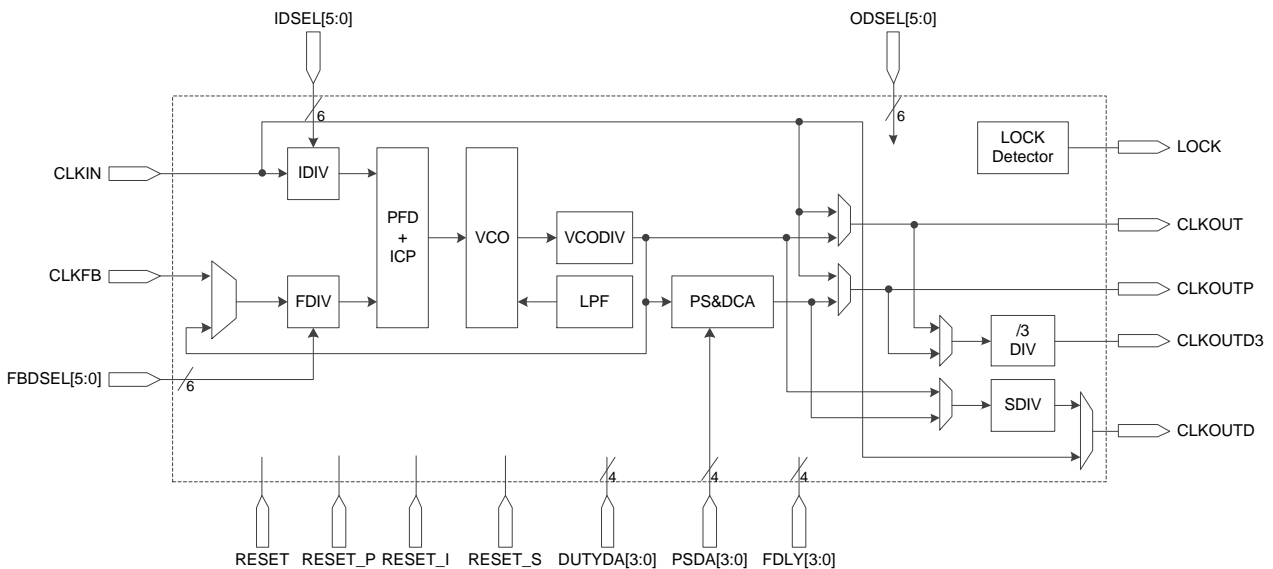 IDSEL[5:0]
ODSEL[5:0]
6
6
LOCK
Detector
LOCK
CLKIN
IDIV
PFD
+
ICP
VCO
VCODIV
CLKOUT
CLKFB
FDIV
LPF
PS&DCA
CLKOUTP
/3
DIV
CLKOUTD3
FBDSEL[5:0]
6
SDIV
CLKOUTD
4
4
4
RESET
RESET_P
RESET_I
RESET_S
DUTYDA[3:0]
PSDA[3:0]
FDLY[3:0]